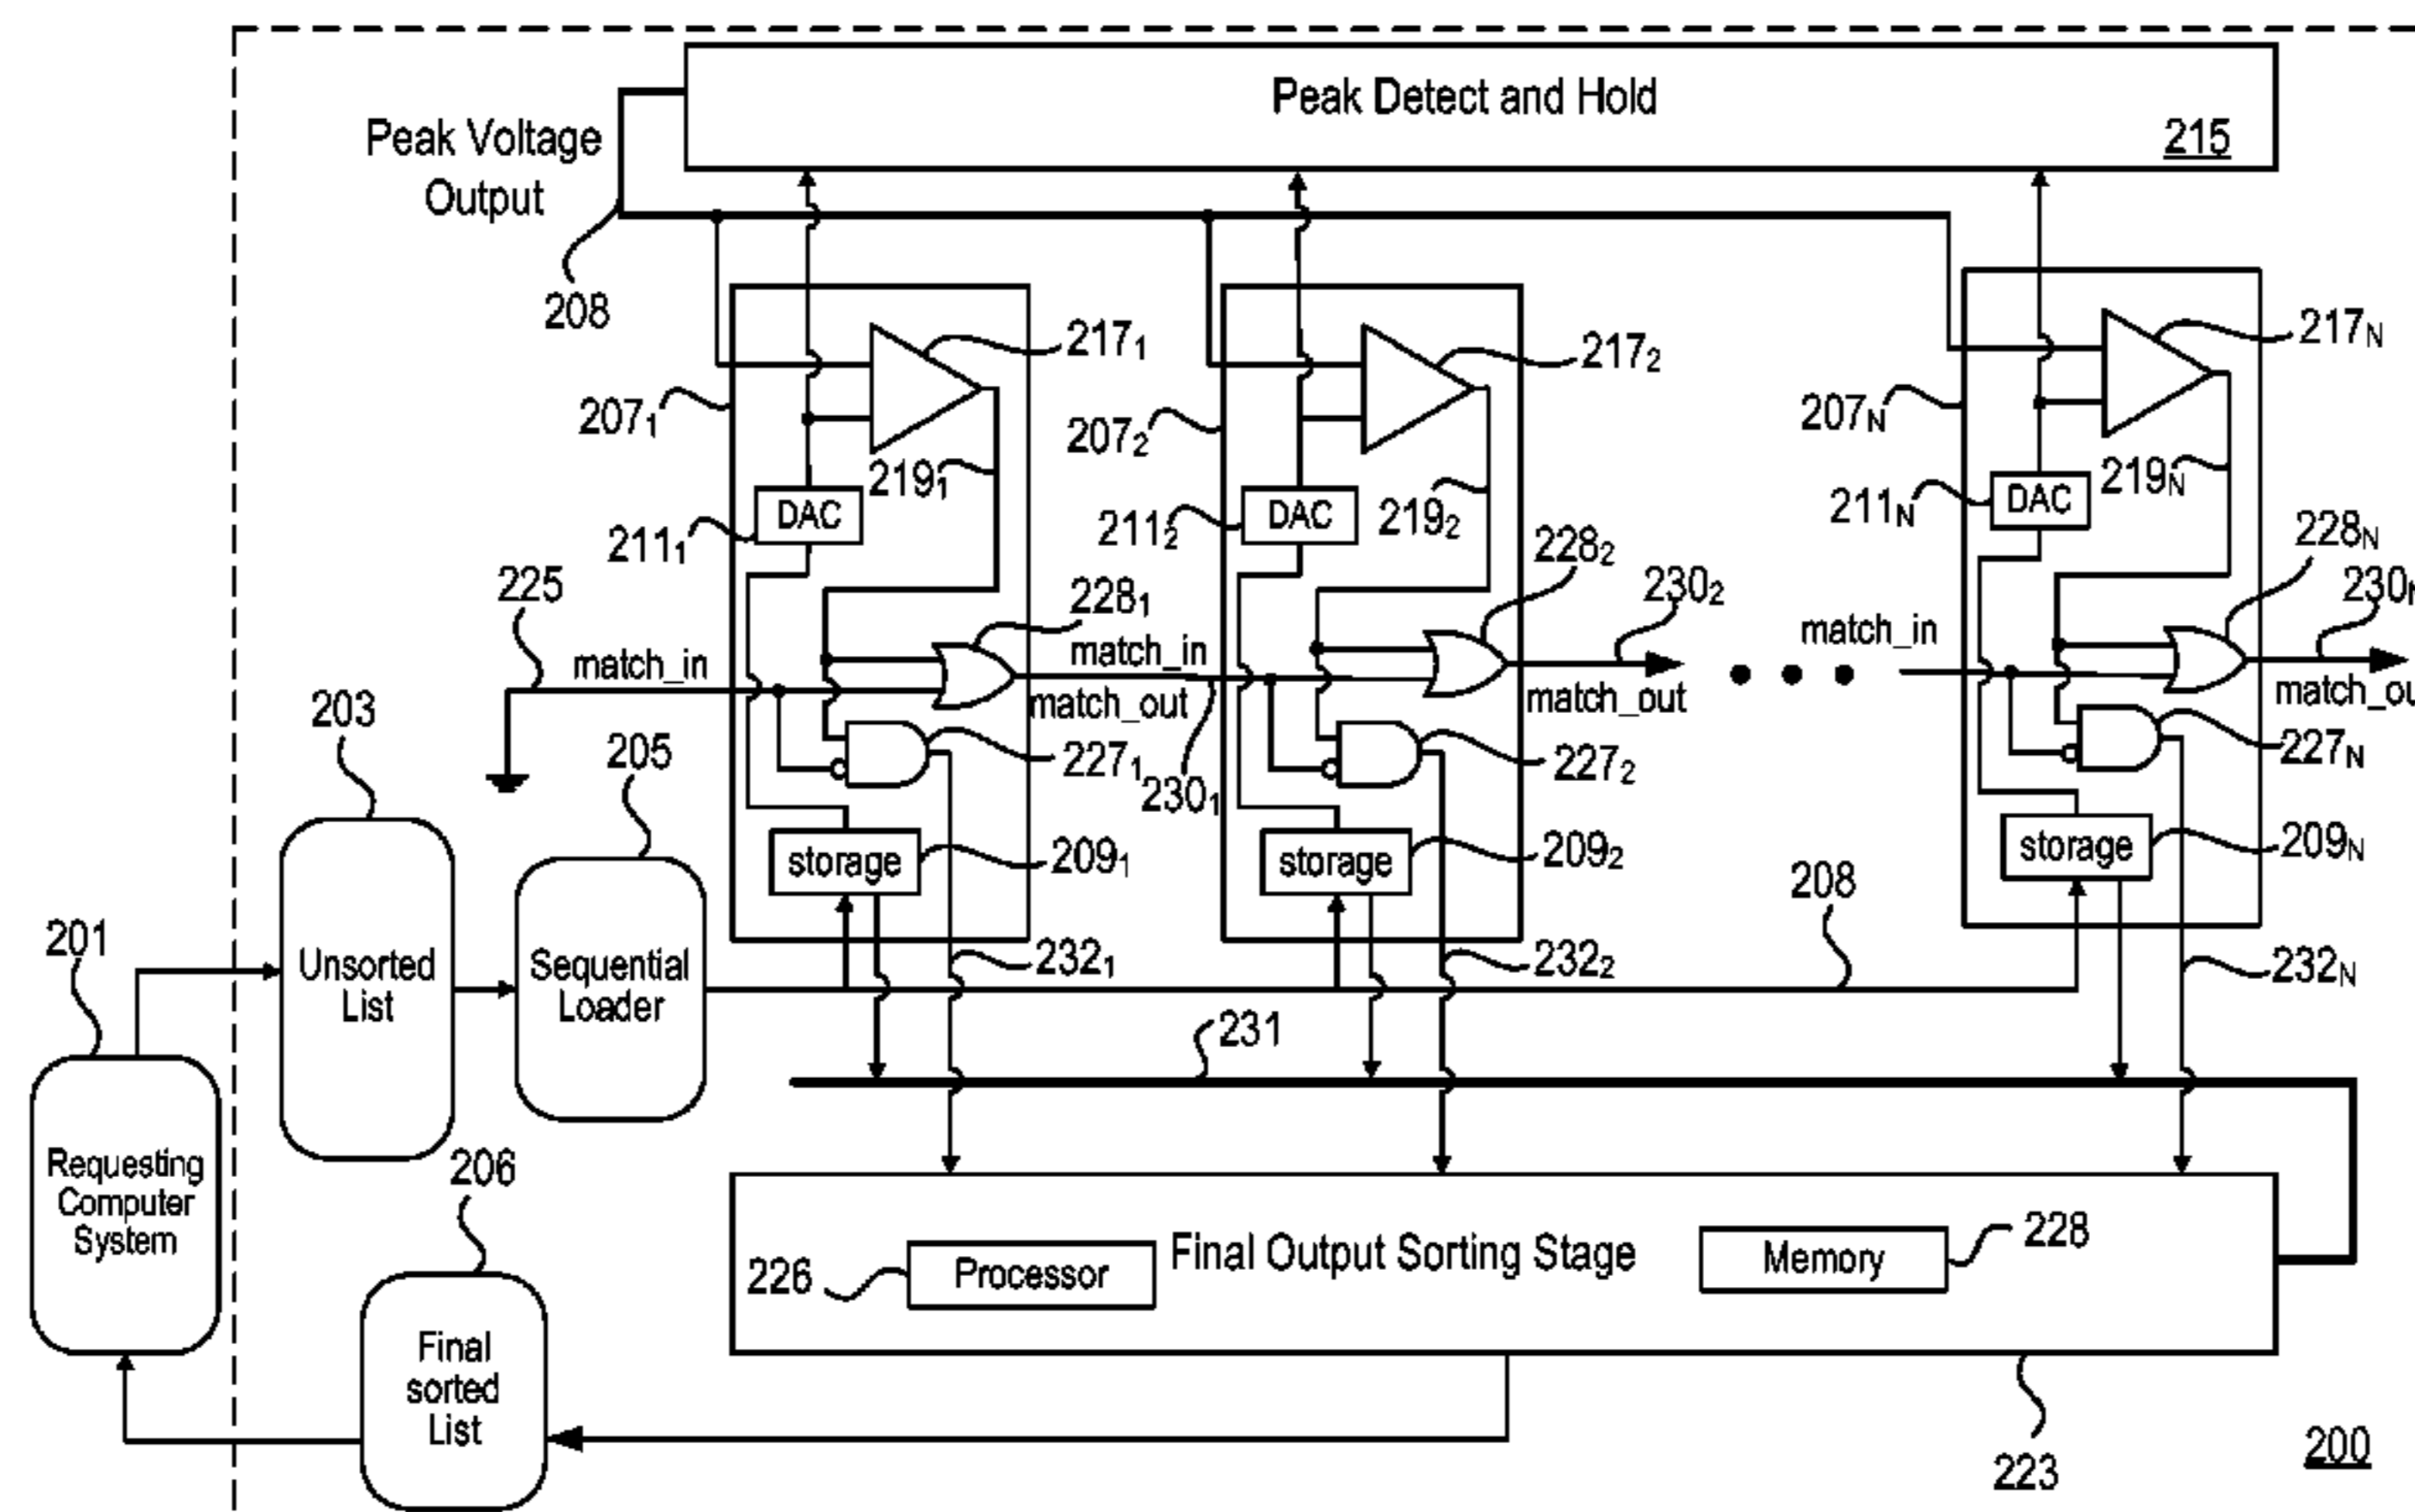 Peak Detect and Hold
215
Peak Voltage
Output
208
217₁
217₂
217N
207₁
207₂
207N
219₁
219₂
219N
DAC
DAC
DAC
211₁
211₂
211N
225
228₁
228₂
228N
230₂
230N
match_in
match_in
match_in
match_out
match_out
match_ou
203
205
227₁
227₂
227N
230₁
storage
storage
storage
209₁
209₂
209N
208
201
Unsorted
List
Sequential
Loader
232₁
232₂
232N
231
Requesting
Computer
System
206
Final Output Sorting Stage
226
Processor
Memory
228
Final
sorted
List
223
200